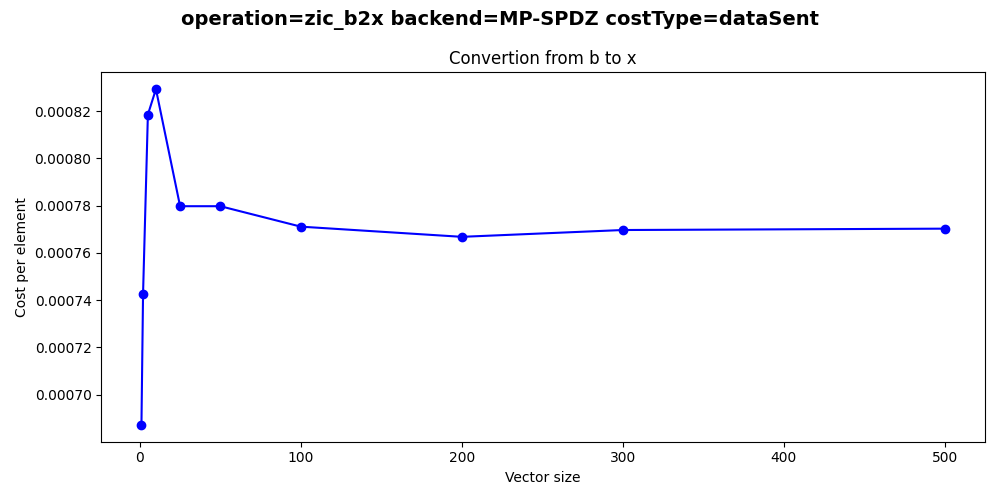 operation=zic_b2x backend=MP-SPDZ costType=dataSent
Convertion from b to x
Cost per element
0.00082
0.00080
0.00078
0.00076
0.00074
0.00072
0.00070
0 100 200 300 400 500
Vector size